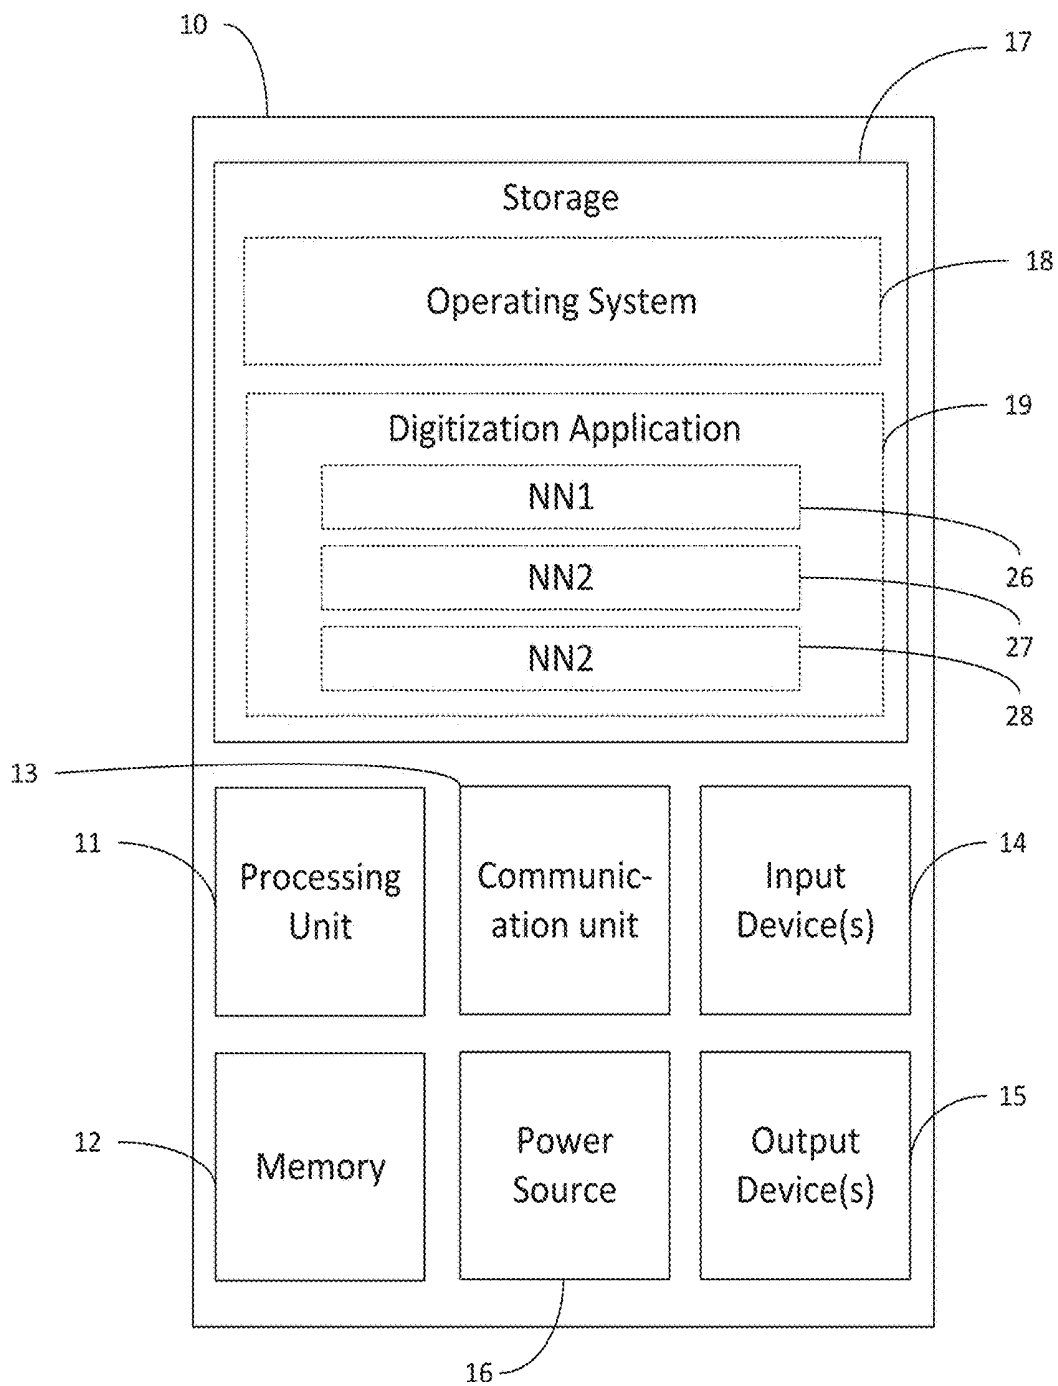 10
17
Storage
Operating System
18
Digitization Application
19
NN1
NN2
NN2
26
27
28
13
11
Processing
Unit
Communic-
ation unit
Input
Device(s)
14
12
Memory
Power
Source
Output
Device(s)
15
16